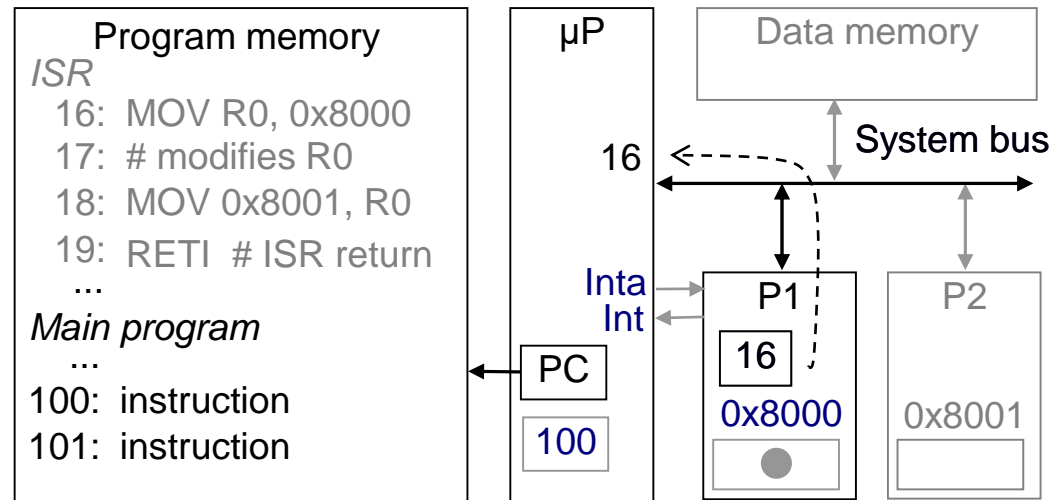 Program memory
ISR
16: MOV R0, 0x8000
17: # modifies R0
18: MOV 0x8001, R0
19: RETI # ISR return
...
Main program
...
100: instruction
101: instruction
μP
16
Inta
Int
PC
100
Data memory
System bus
P1
16
0x8000
P2
0x8001